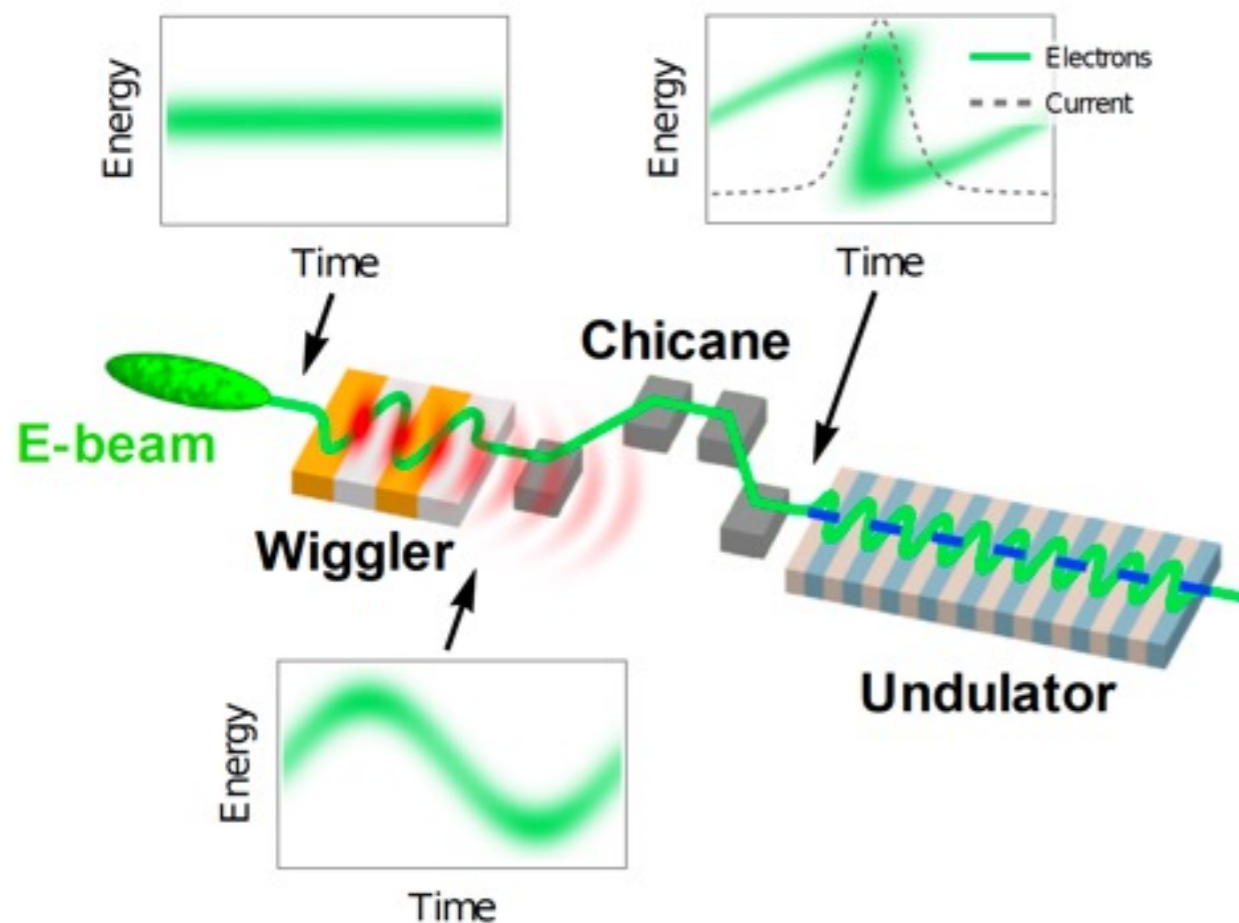 Energy
Time
Energy
Electrons
Current
Time
Chicane
E-beam
Wiggler
Undulator
Energy
Time